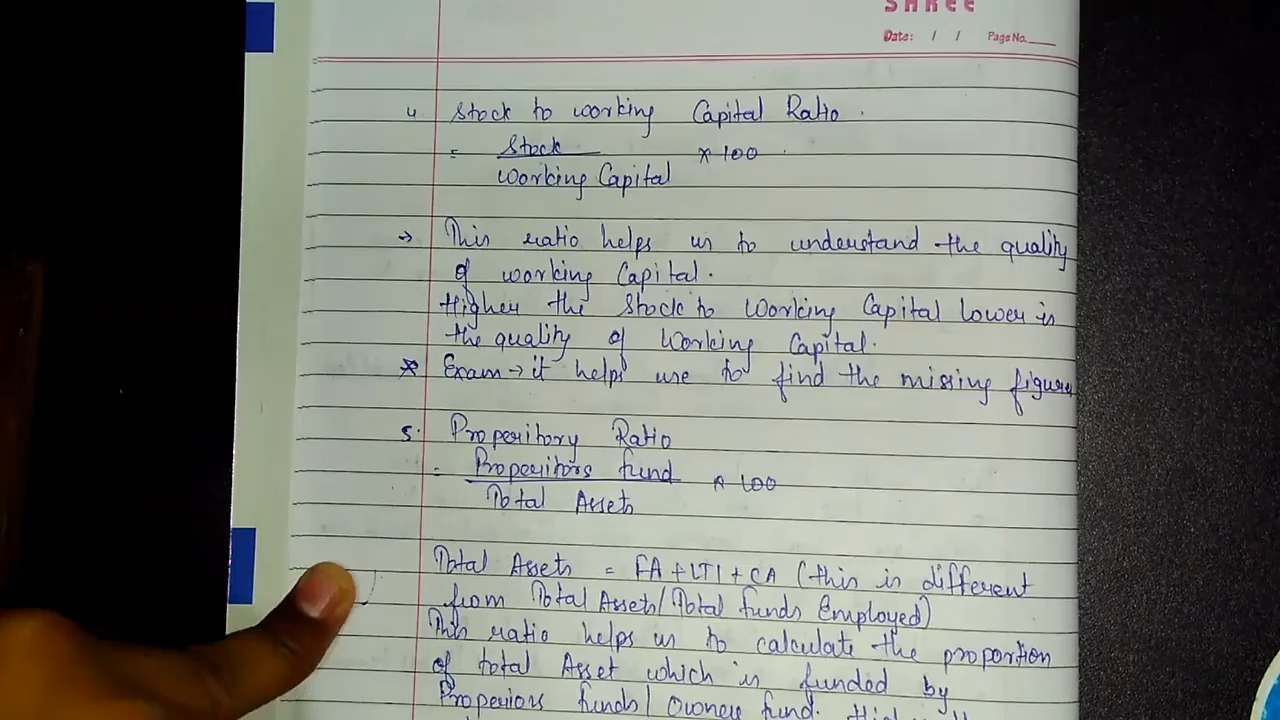 SHREE
Date: / / Page No.
4 Stock to working Capital Ratio.
= Stock × 100
Working Capital
→ This ratio helps us to understand the quality
of working Capital.
Higher the Stock to Working Capital lower is
the quality of Working Capital.
* Exam → it helps use to find the missing figures
5. Properitory Ratio
= Properitors fund × 100
Total Assets
Total Assets = FA + LTI + CA (this is different
from Total Assets/Total funds Employed)
This ratio helps us to calculate the proportion
of total Asset which is funded by
Properiors funds/ Owners fund.